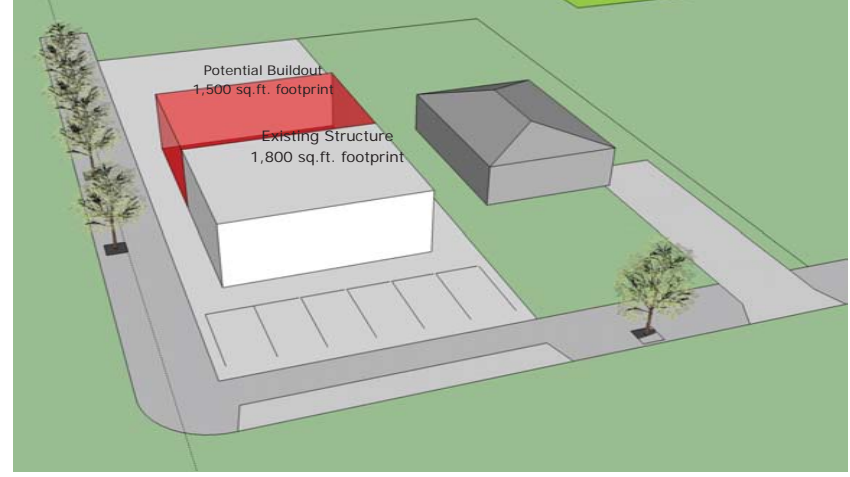 Potential Buildout
1,500 sq.ft. footprint
Existing Structure
1,800 sq.ft. footprint